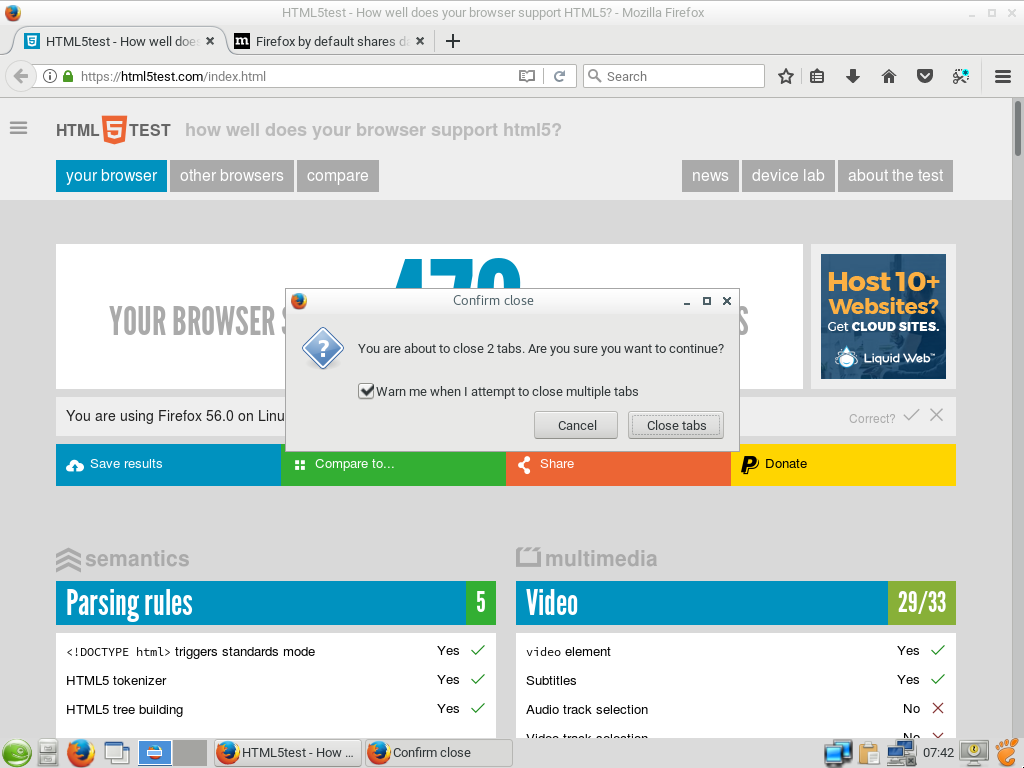 HTML5test - How well does your browser support HTML5? - Mozilla Firefox
HTML5test - How well does
Firefox by default shares da
https://html5test.com/index.html
Search
HTML 5 TEST how well does your browser support html5?
your browser
other browsers
compare
news
device lab
about the test
YOUR BROWSER S
Host 10+
Websites?
Get CLOUD SITES.
Liquid Web™
Confirm close
You are about to close 2 tabs. Are you sure you want to continue?
Warn me when I attempt to close multiple tabs
Cancel
Close tabs
You are using Firefox 56.0 on Linu
Correct?
Save results
Compare to...
Share
Donate
semantics
Parsing rules 5
<!DOCTYPE html> triggers standards mode Yes
HTML5 tokenizer Yes
HTML5 tree building Yes
multimedia
Video 29/33
video element Yes
Subtitles Yes
Audio track selection No
Video track selection No
HTML5test - How ...
Confirm close
07:42